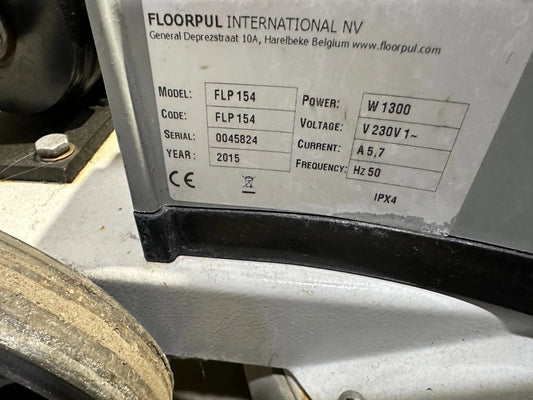 FLOORPUL INTERNATIONAL NV
General Deprezstraat 10A, Harelbeke Belgium www.floorpul.com
MODEL: FLP 154 POWER: W 1300
CODE: FLP 154 VOLTAGE: V 230V 1~
SERIAL: 0045824 CURRENT: A 5,7
YEAR: 2015 FREQUENCY: Hz 50
CE IPX4